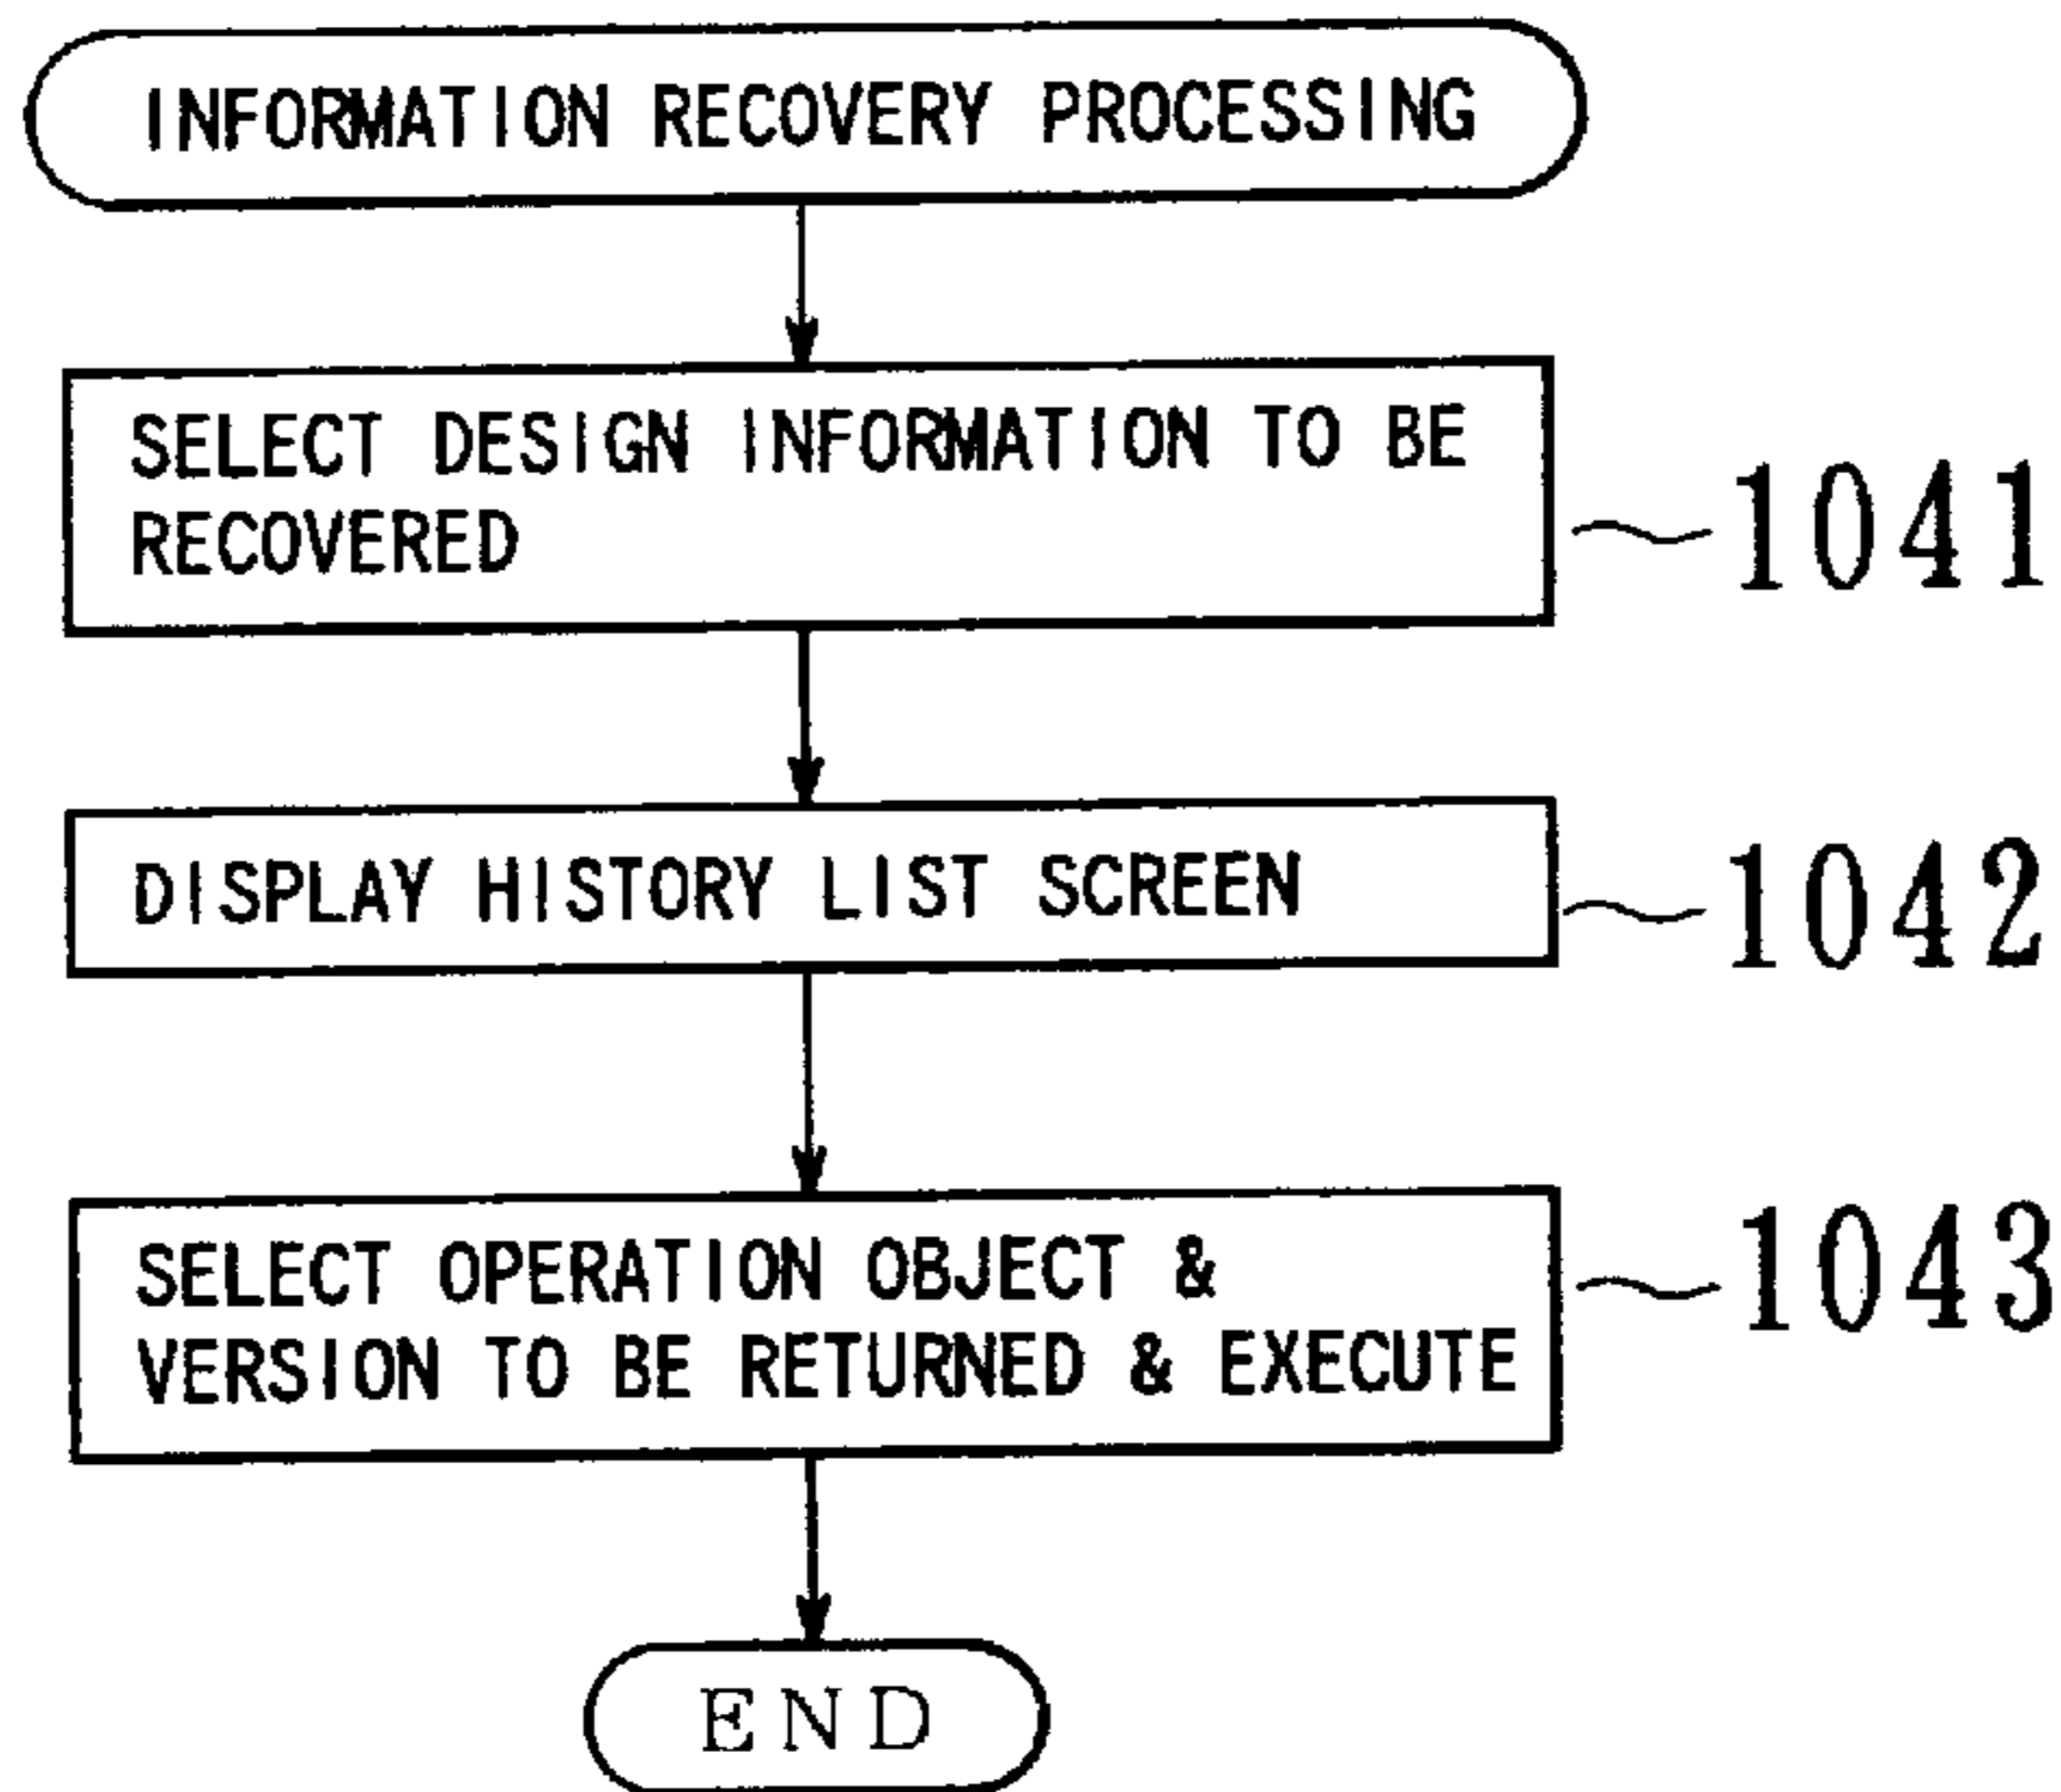 INFORMATION RECOVERY PROCESSING
SELECT DESIGN INFORMATION TO BE
RECOVERED
1041
DISPLAY HISTORY LIST SCREEN
1042
SELECT OPERATION OBJECT &
VERSION TO BE RETURNED & EXECUTE
1043
END